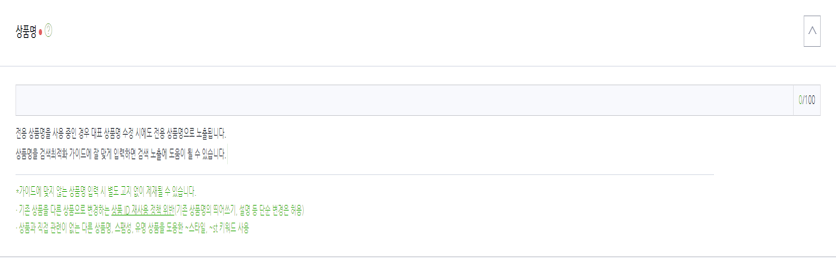 상품명 ● ?
0/100
전용 상품명을 사용 중인 경우 대표 상품명 수정 시에도 전용 상품명으로 노출됩니다.
상품명을 검색최적화 가이드에 잘 맞게 입력하면 검색 노출에 도움이 될 수 있습니다.
*가이드에 맞지 않는 상품명 입력 시 별도 고지 없이 제재될 수 있습니다.
· 기존 상품을 다른 상품으로 변경하는 상품 ID 재사용 정책 위반(기존 상품명의 띄어쓰기, 설명 등 단순 변경은 허용)
· 상품과 직접 관련이 없는 다른 상품명, 스팸성, 유명 상품을 도용한 ~스타일, ~st 키워드 사용